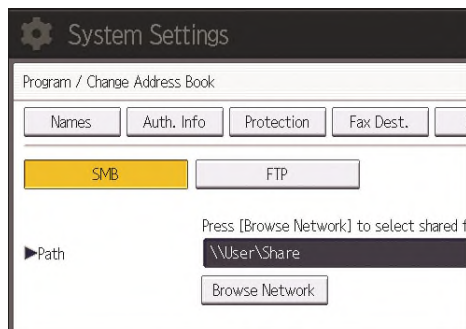 System Settings
Program / Change Address Book
Names Auth. Info Protection Fax Dest.
SMB FTP
Press [Browse Network] to select shared f
▶Path \\User\Share
Browse Network